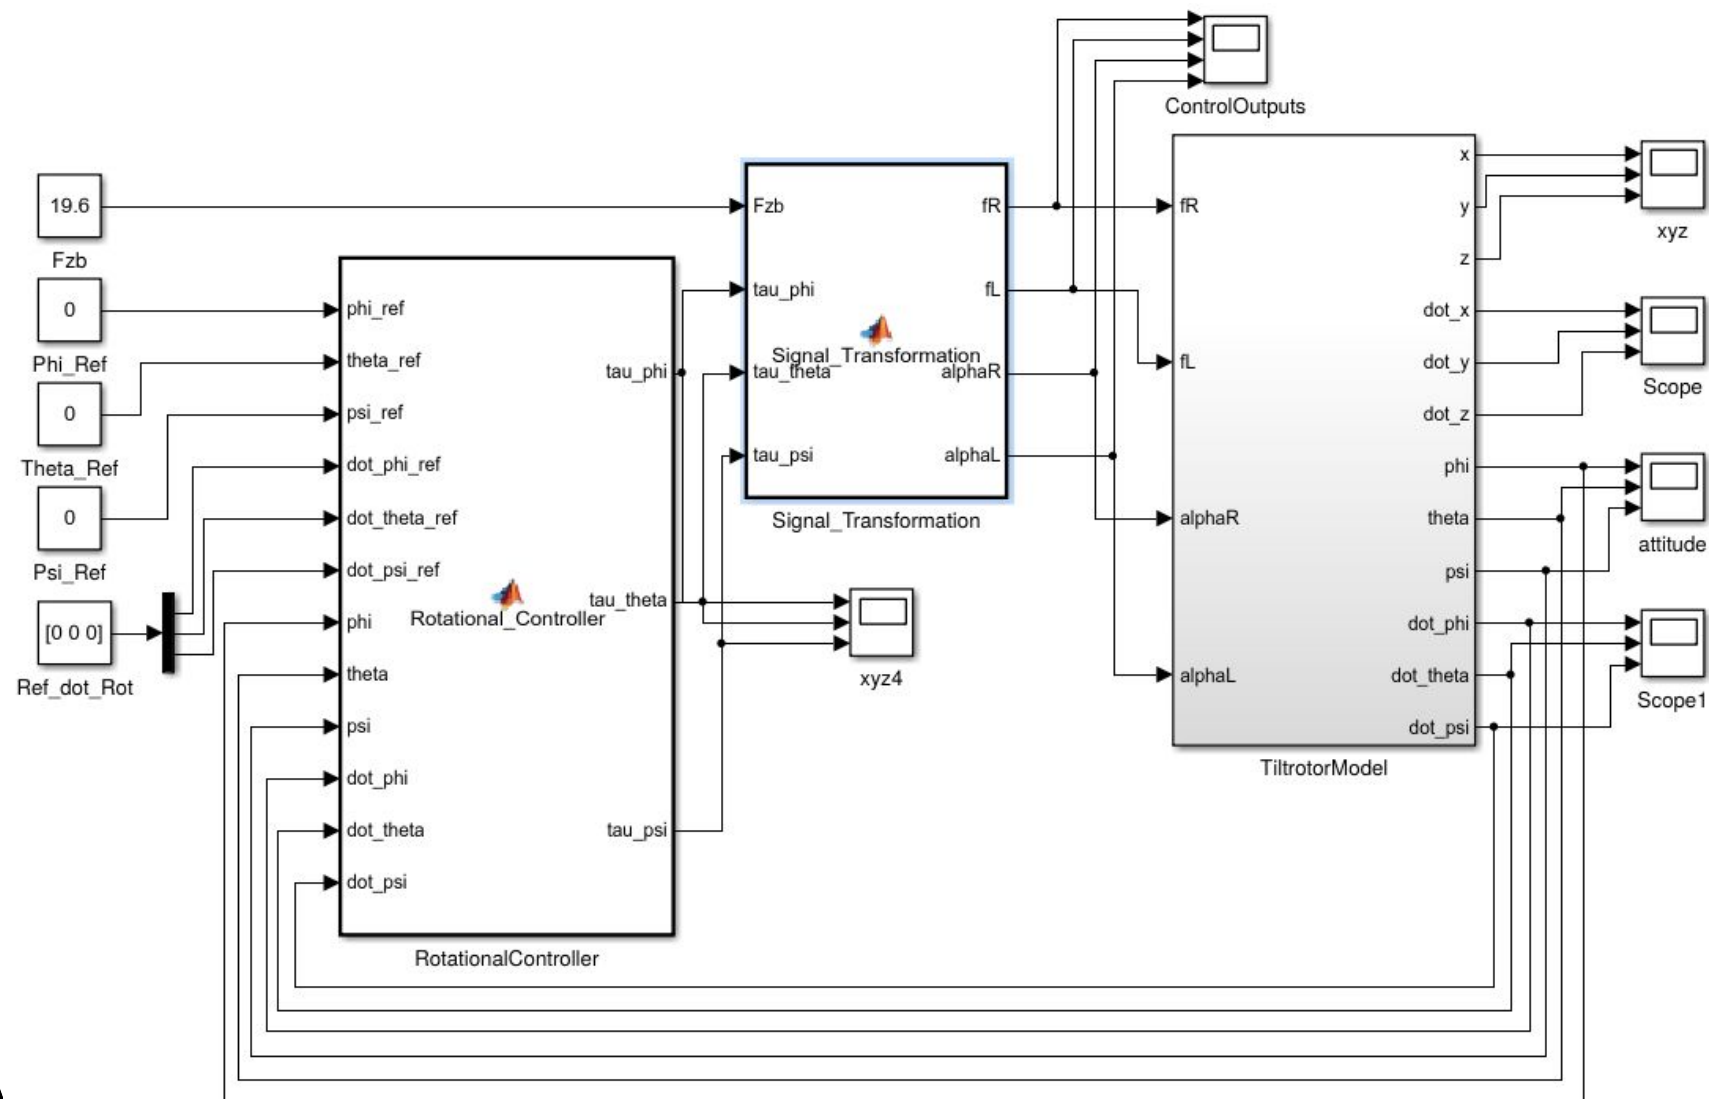 ControlOutputs
19.6
Fzb
0
Phi_Ref
0
Theta_Ref
0
Psi_Ref
[0 0 0]
Ref_dot_Rot
phi_ref
theta_ref
psi_ref
dot_phi_ref
dot_theta_ref
dot_psi_ref
phi
theta
psi
dot_phi
dot_theta
dot_psi
Rotational_Controller
tau_phi
tau_theta
tau_psi
RotationalController
Fzb
tau_phi
tau_theta
tau_psi
Signal_Transformation
fR
fL
alphaR
alphaL
Signal_Transformation
xyz4
fR
fL
alphaR
alphaL
x
y
z
dot_x
dot_y
dot_z
phi
theta
psi
dot_phi
dot_theta
dot_psi
TiltrotorModel
xyz
Scope
attitude
Scope1